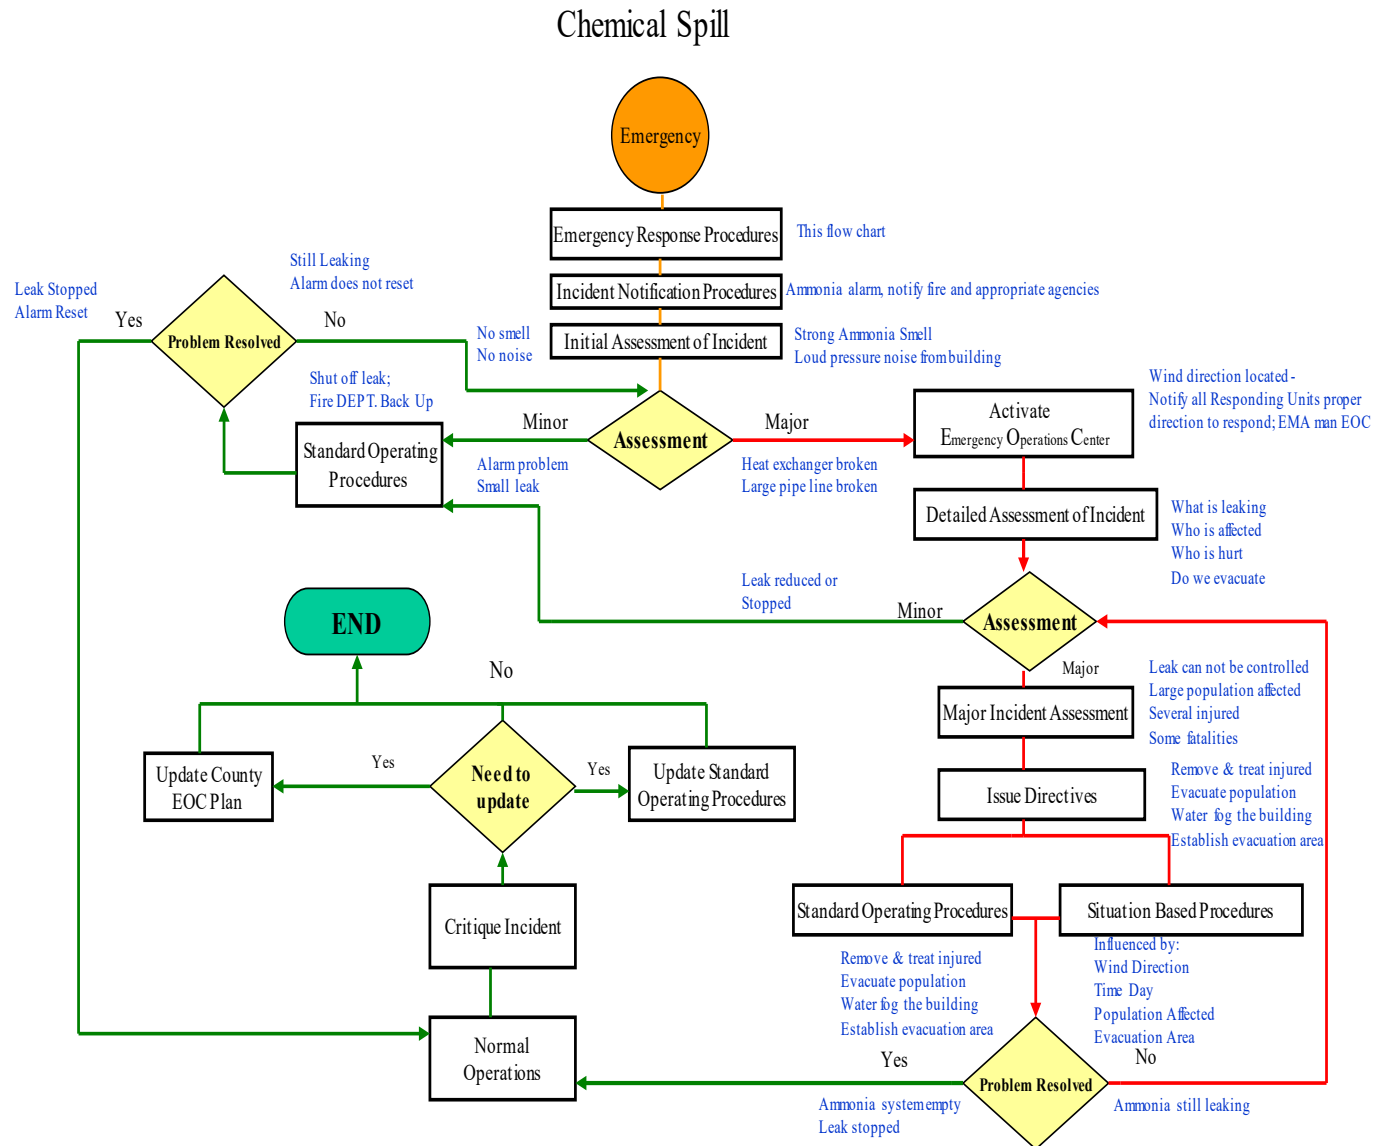 Chemical Spill
Emergency
Emergency Response Procedures
This flow chart
Incident Notification Procedures
Ammonia alarm, notify fire and appropriate agencies
Initial Assessment of Incident
Strong Ammonia Smell
Loud pressure noise from building
Still Leaking
Alarm does not reset
Leak Stopped
Alarm Reset
Yes
Problem Resolved
No
No smell
No noise
Shut off leak;
Fire DEPT. Back Up
Standard Operating
Procedures
Minor
Assessment
Major
Alarm problem
Small leak
Heat exchanger broken
Large pipe line broken
Activate
Emergency Operations Center
Wind direction located -
Notify all Responding Units proper
direction to respond; EMA man EOC
Detailed Assessment of Incident
What is leaking
Who is affected
Who is hurt
Do we evacuate
Leak reduced or
Stopped
Minor
Assessment
Major
Leak can not be controlled
Large population affected
Several injured
Some fatalities
Major Incident Assessment
Issue Directives
Remove & treat injured
Evacuate population
Water fog the building
Establish evacuation area
END
No
Update County
EOC Plan
Yes
Need to
update
Yes
Update Standard
Operating Procedures
Critique Incident
Standard Operating Procedures
Situation Based Procedures
Remove & treat injured
Evacuate population
Water fog the building
Establish evacuation area
Influenced by:
Wind Direction
Time Day
Population Affected
Evacuation Area
Normal
Operations
Yes
Problem Resolved
No
Ammonia system empty
Leak stopped
Ammonia still leaking